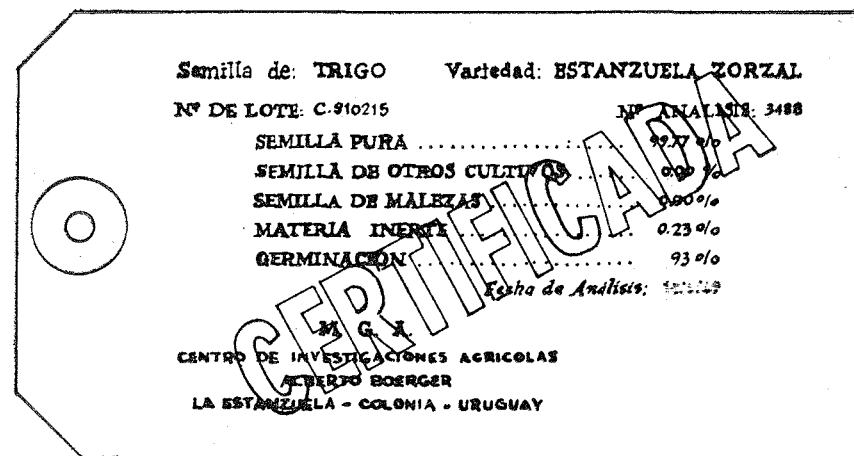 Semilla de: TRIGO Variedad: ESTANZUELA ZORZAL
Nº DE LOTE: C-910215 Nº ANALISIS: 3488
SEMILLA PURA .................... 99.77 %
SEMILLA DE OTROS CULTIVOS ...... 0.00 %
SEMILLA DE MALEZAS .............. 0.00 %
MATERIA INERTE .................. 0.23 %
GERMINACION ..................... 93 %
Fecha de Análisis:
M. G. A.
CENTRO DE INVESTIGACIONES AGRICOLAS
ALBERTO BOERGER
LA ESTANZUELA - COLONIA - URUGUAY
CERTIFICADA